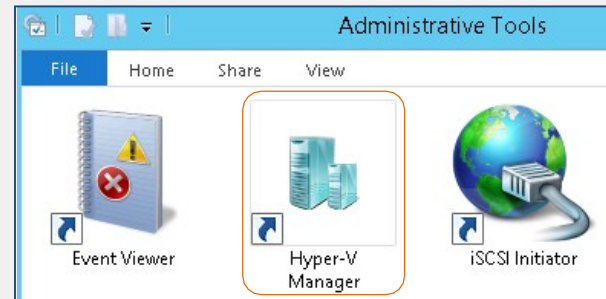 Administrative Tools
File Home Share View
Event Viewer Hyper-V Manager iSCSI Initiator